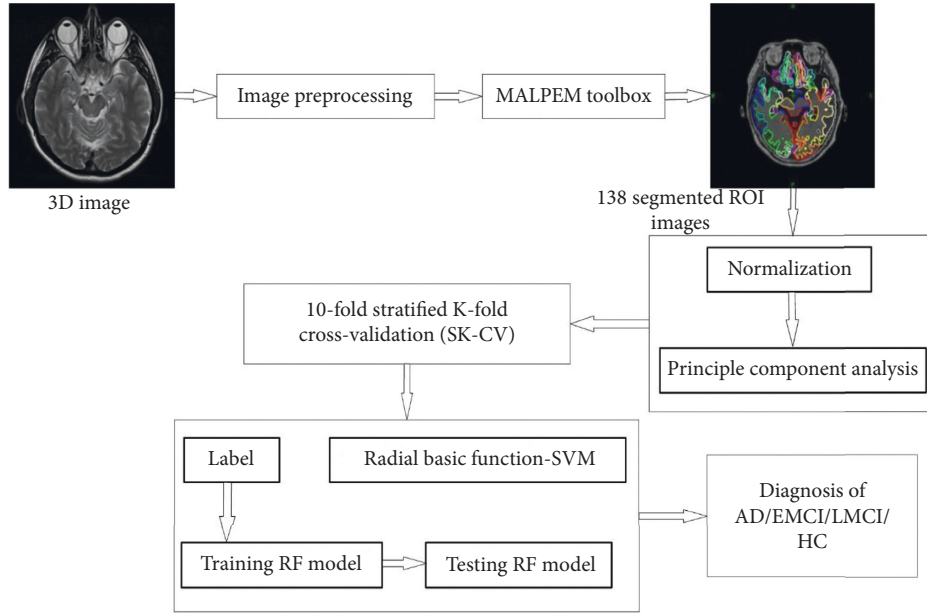 3D image
Image preprocessing
MALPEM toolbox
138 segmented ROI
images
Normalization
Principle component analysis
10-fold stratified K-fold
cross-validation (SK-CV)
Label
Radial basic function-SVM
Training RF model
Testing RF model
Diagnosis of
AD/EMCI/LMCI/
HC